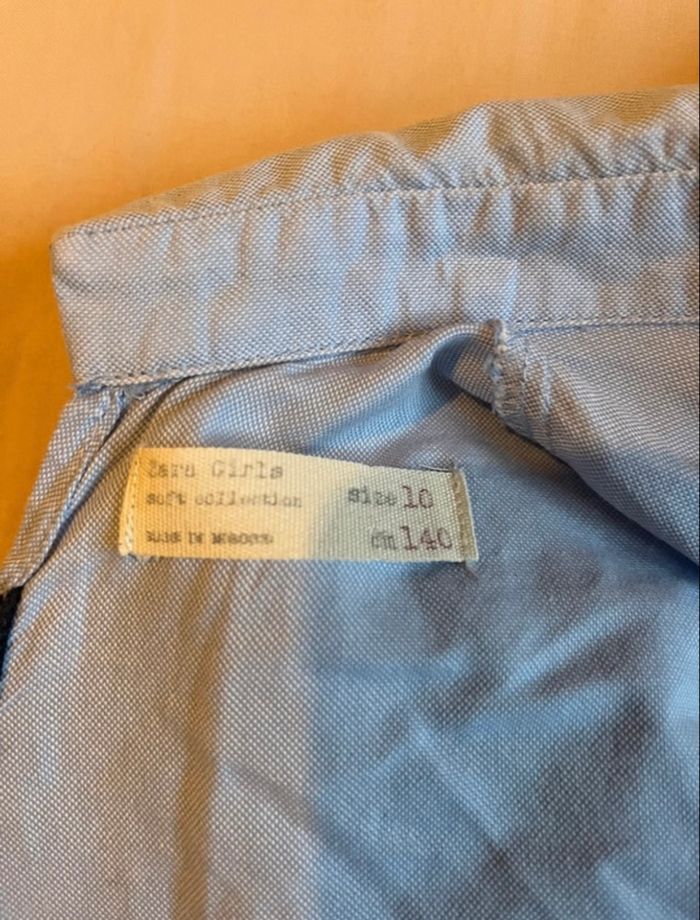 Zara Girls
soft collection
size 10
MADE IN MOROCCO
cm 140